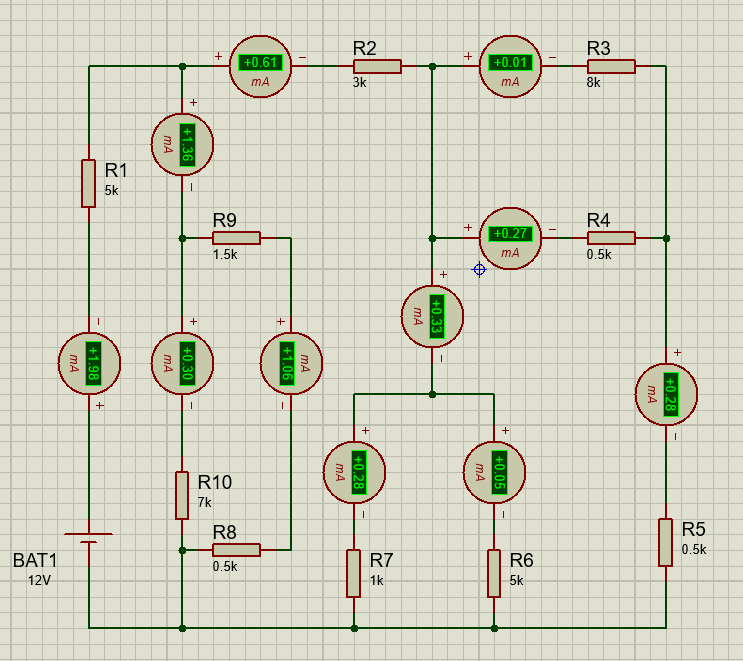 R2
R3
+0.61
+0.01
mA
3k
mA
8k
+1.36
mA
R1
5k
R9
R4
1.5k
+0.27
0.5k
mA
+0.33
mA
+1.98
mA
+0.30
mA
+1.06
mA
+0.28
mA
+0.28
mA
+0.05
mA
R10
7k
R8
0.5k
R5
0.5k
BAT1
12V
R7
1k
R6
5k